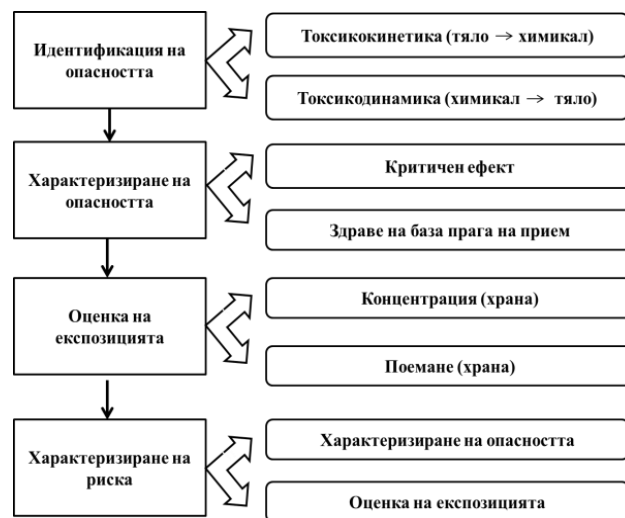 Идентификация на
опасността
Токсикокинетика (тяло → химикал)
Токсикодинамика (химикал → тяло)
Характеризиране на
опасността
Критичен ефект
Здраве на база прага на прием
Оценка на
експозицията
Концентрация (храна)
Поемане (храна)
Характеризиране на
риска
Характеризиране на опасността
Оценка на експозицията